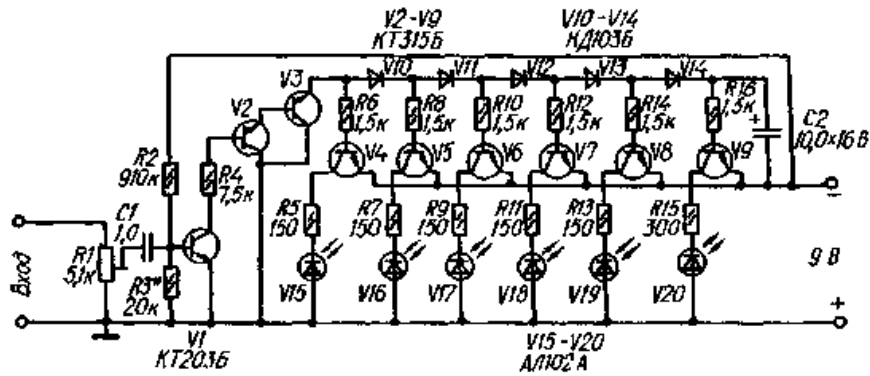 V2-V9
КТ315Б
V10-V14
КД103Б
V3
V10
V11
V12
V13
V14
V2
R6
1,5к
R8
1,5к
R10
1,5к
R12
1,5к
R14
1,5к
R16
1,5к
+
C2
10,0×16В
R2
910к
R4
7,5к
V4
V5
V6
V7
V8
V9
−
C1
1,0
R5
150
R7
150
R9
150
R11
150
R13
150
R15
300
Вход
R1
5,1к
R3*
20к
V15
V16
V17
V18
V19
V20
9 В
+
V1
КТ203Б
V15-V20
АЛ102А